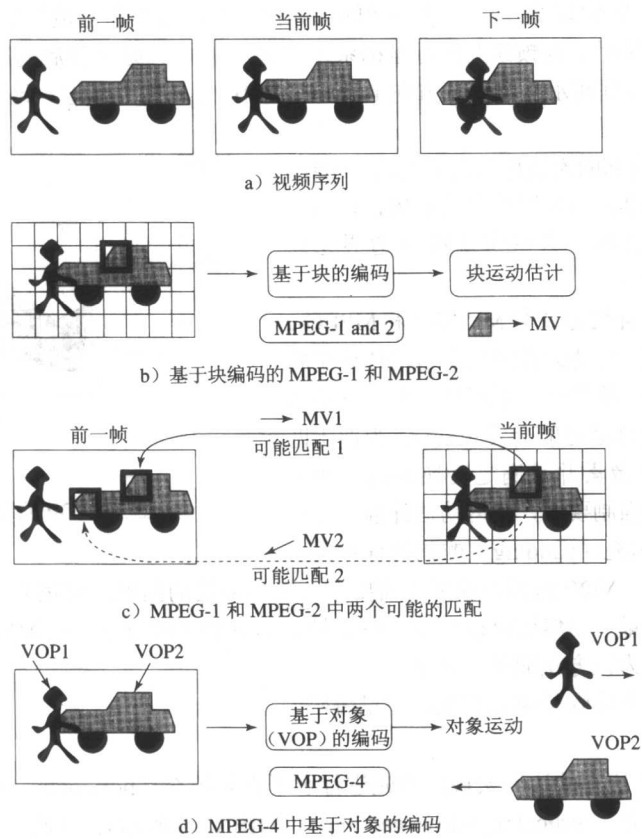 前一帧
当前帧
下一帧
a）视频序列
基于块的编码
块运动估计
MPEG-1 and 2
MV
b）基于块编码的 MPEG-1 和 MPEG-2
MV1
前一帧
可能匹配 1
当前帧
MV2
可能匹配 2
c）MPEG-1 和 MPEG-2 中两个可能的匹配
VOP1
VOP2
VOP1
基于对象
（VOP）的编码
对象运动
VOP2
MPEG-4
d）MPEG-4 中基于对象的编码